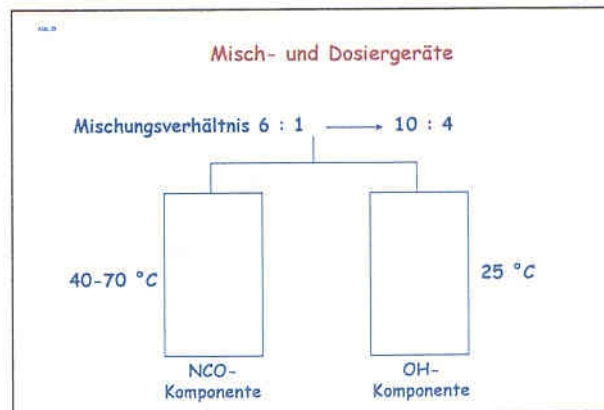 Misch- und Dosiergeräte
Mischungsverhältnis 6 : 1 ⟶ 10 : 4
40-70 °C
25 °C
NCO-
Komponente
OH-
Komponente